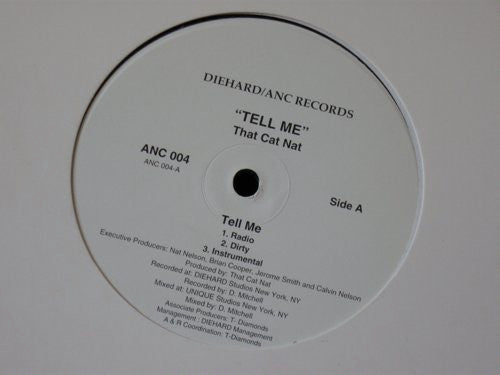 DIEHARD/ANC RECORDS
"TELL ME"
That Cat Nat
ANC 004
ANC 004-A
Side A
Tell Me
1. Radio
2. Dirty
3. Instrumental
Executive Producers: Nat Nelson, Brian Cooper, Jerome Smith and Calvin Nelson
Produced by: That Cat Nat
Recorded at: DIEHARD Studios New York, NY
Recorded by: D. Mitchell
Mixed at: UNIQUE Studios New York, NY
Mixed by: D. Mitchell
Associate Producers: T- Diamonds
Management : DIEHARD Management
A & R Coordination: T-Diamonds